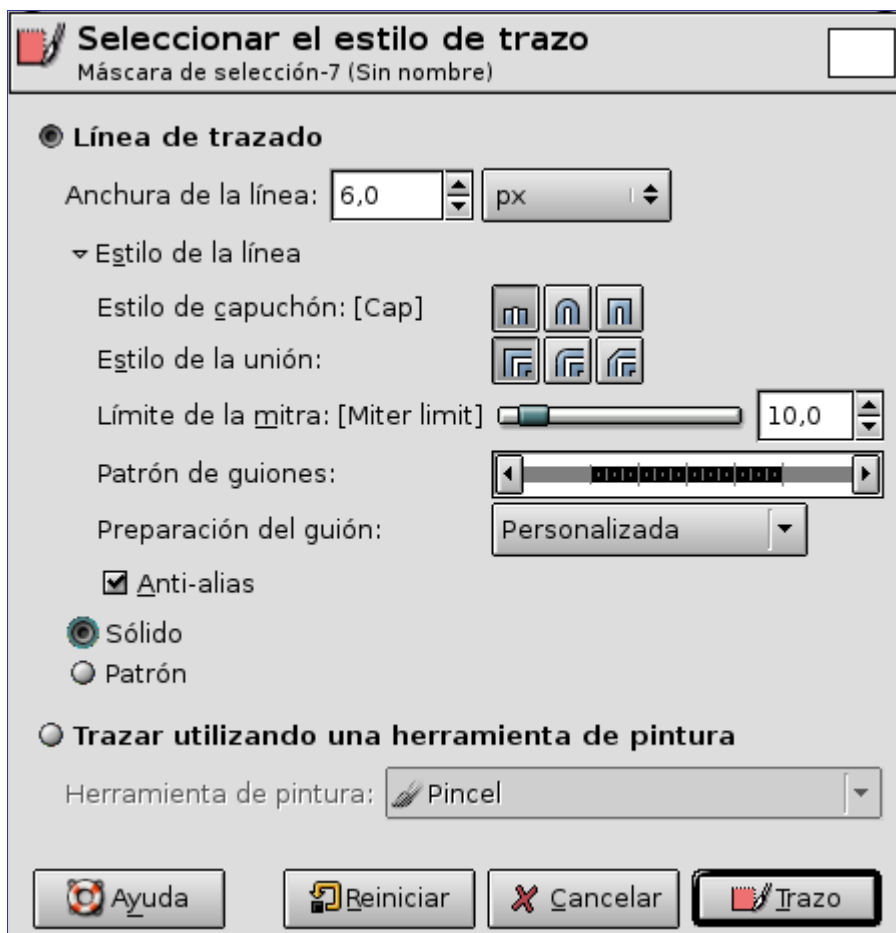 Seleccionar el estilo de trazo
Máscara de selección-7 (Sin nombre)
Línea de trazado
Anchura de la línea: 6,0 px
Estilo de la línea
Estilo de capuchón: [Cap]
Estilo de la unión:
Límite de la mitra: [Miter limit] 10,0
Patrón de guiones:
Preparación del guión: Personalizada
Anti-alias
Sólido
Patrón
Trazar utilizando una herramienta de pintura
Herramienta de pintura: Pincel
Ayuda Reiniciar Cancelar Trazo